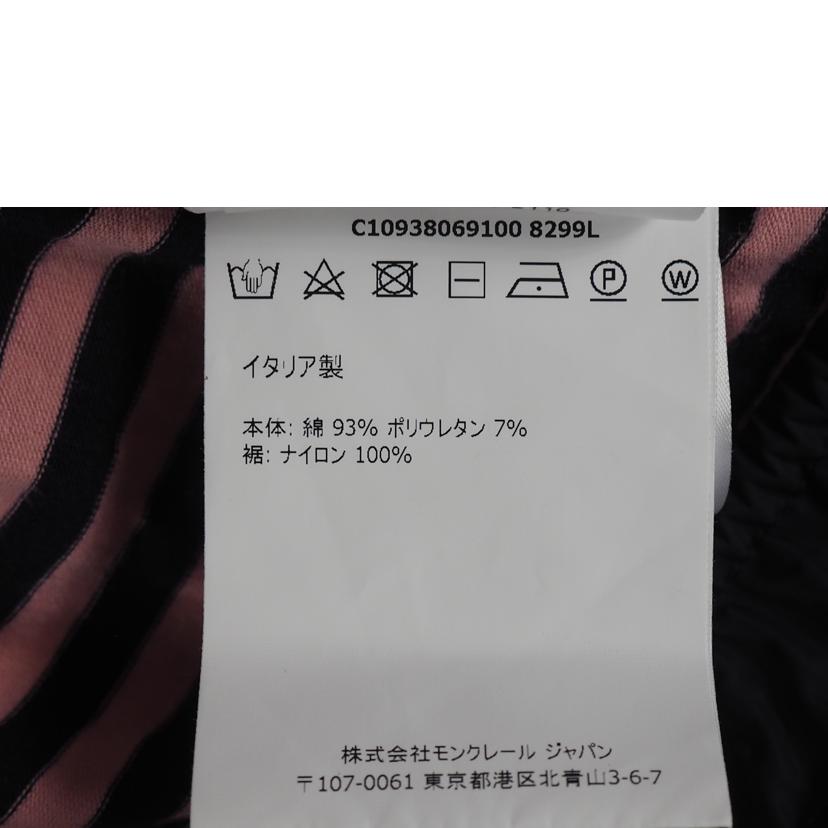 C10938069100 8299L
P W
イタリア製
本体: 綿 93% ポリウレタン 7%
裾: ナイロン 100%
株式会社モンクレール ジャパン
〒107-0061 東京都港区北青山3-6-7